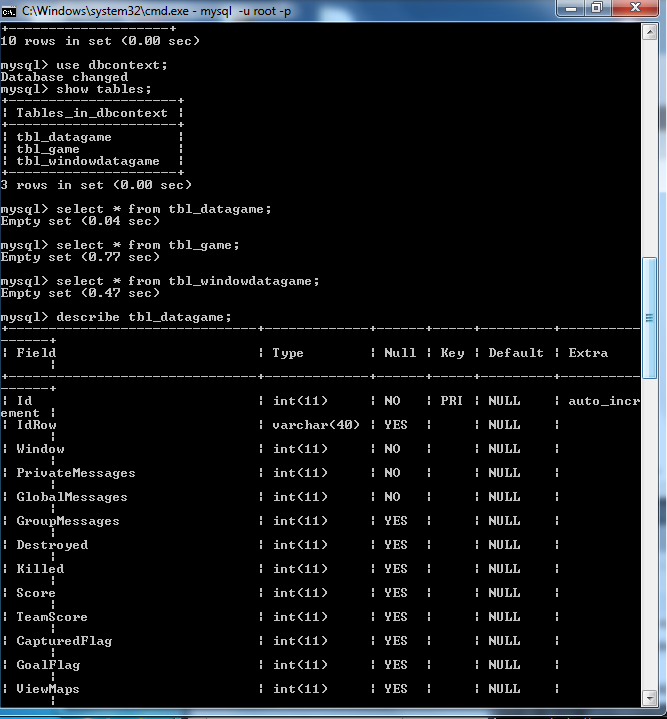 C:\Windows\system32\cmd.exe - mysql -u root -p
+--------------------+
10 rows in set (0.00 sec)
mysql> use dbcontext;
Database changed
mysql> show tables;
+---------------------+
| Tables_in_dbcontext |
+---------------------+
| tbl_datagame |
| tbl_game |
| tbl_windowdatagame |
+---------------------+
3 rows in set (0.00 sec)
mysql> select * from tbl_datagame;
Empty set (0.04 sec)
mysql> select * from tbl_game;
Empty set (0.77 sec)
mysql> select * from tbl_windowdatagame;
Empty set (0.47 sec)
mysql> describe tbl_datagame;
+-------------------------------+-------------+------+-----+---------+----------
------+
| Field | Type | Null | Key | Default | Extra
|
+-------------------------------+-------------+------+-----+---------+----------
------+
| Id | int(11) | NO | PRI | NULL | auto_incr
ement |
| IdRow | varchar(40) | YES | | NULL |
|
| Window | int(11) | NO | | NULL |
|
| PrivateMessages | int(11) | NO | | NULL |
|
| GlobalMessages | int(11) | NO | | NULL |
|
| GroupMessages | int(11) | YES | | NULL |
|
| Destroyed | int(11) | YES | | NULL |
|
| Killed | int(11) | YES | | NULL |
|
| Score | int(11) | YES | | NULL |
|
| TeamScore | int(11) | YES | | NULL |
|
| CapturedFlag | int(11) | YES | | NULL |
|
| GoalFlag | int(11) | YES | | NULL |
|
| ViewMaps | int(11) | YES | | NULL |
|